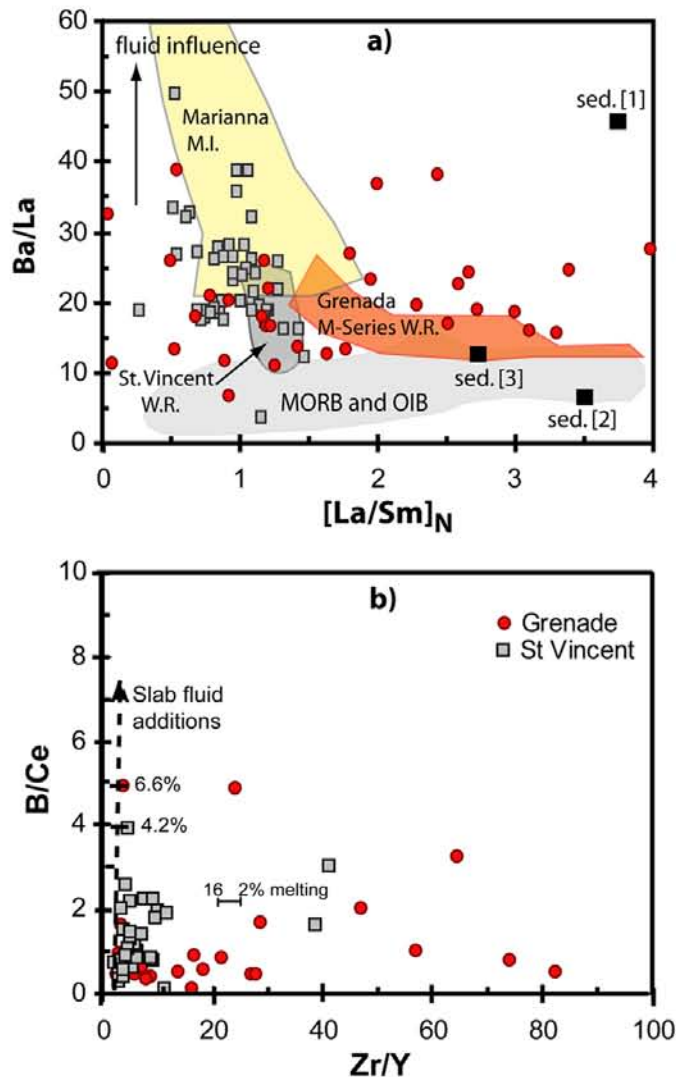 a)
60
50
40
30
20
10
0
Ba/La
fluid influence
Marianna
M.I.
sed. [1]
Grenada
M-Series W.R.
St. Vincent
W.R.
sed. [3]
MORB and OIB
sed. [2]
0 1 2 3 4
[La/Sm]N
b)
10
8
6
4
2
0
B/Ce
Grenade
St Vincent
Slab fluid
additions
6.6%
4.2%
16 2% melting
0 20 40 60 80 100
Zr/Y